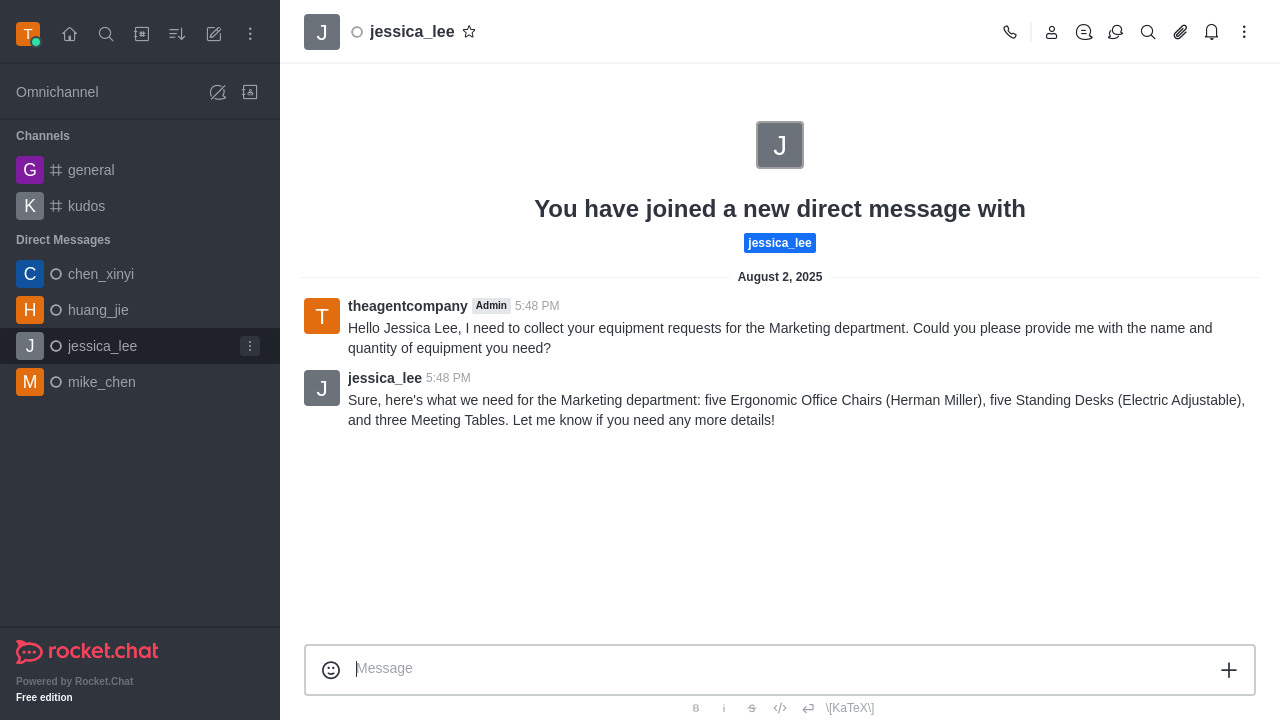 T
J
jessica_lee
Omnichannel
Channels
G general
K kudos
Direct Messages
C chen_xinyi
H huang_jie
J jessica_lee
M mike_chen
rocket.chat
Powered by Rocket.Chat
Free edition
J
You have joined a new direct message with
jessica_lee
August 2, 2025
T
theagentcompany Admin 5:48 PM
Hello Jessica Lee, I need to collect your equipment requests for the Marketing department. Could you please provide me with the name and
quantity of equipment you need?
J
jessica_lee 5:48 PM
Sure, here's what we need for the Marketing department: five Ergonomic Office Chairs (Herman Miller), five Standing Desks (Electric Adjustable),
and three Meeting Tables. Let me know if you need any more details!
Message
B i S </> \[KaTeX\]